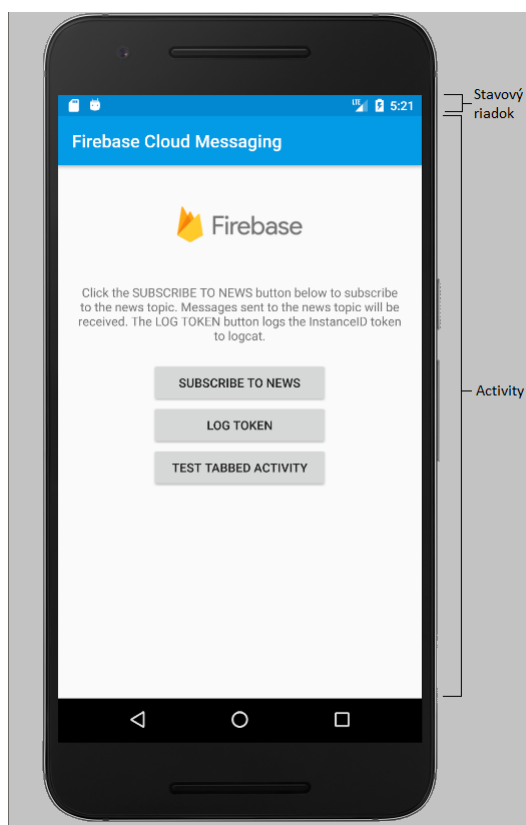 5:21
Stavový
riadok
Firebase Cloud Messaging
Firebase
Click the SUBSCRIBE TO NEWS button below to subscribe
to the news topic. Messages sent to the news topic will be
received. The LOG TOKEN button logs the InstanceID token
to logcat.
SUBSCRIBE TO NEWS
Activity
LOG TOKEN
TEST TABBED ACTIVITY